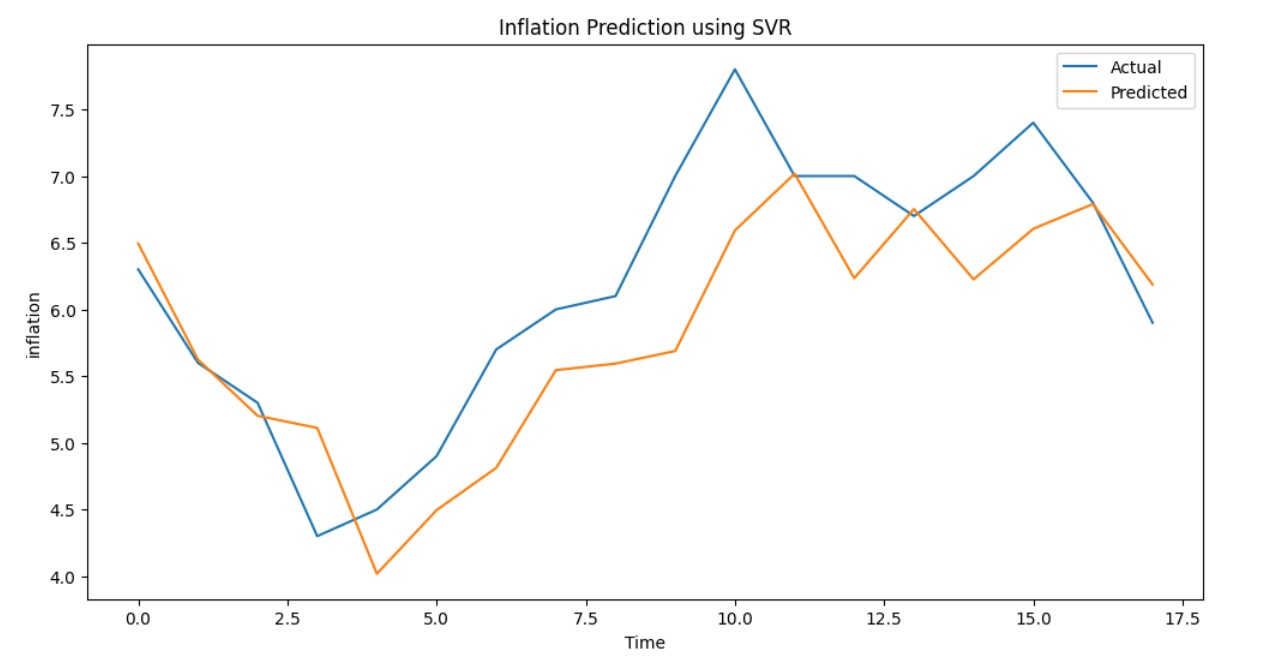 Inflation Prediction using SVR
Actual
Predicted
7.5
7.0
6.5
6.0
5.5
5.0
4.5
4.0
inflation
0.0 2.5 5.0 7.5 10.0 12.5 15.0 17.5
Time